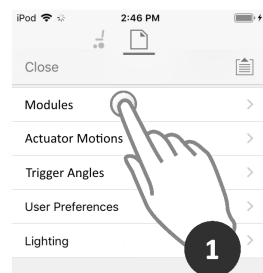 iPod 2:46 PM
Close
Modules
Actuator Motions
Trigger Angles
User Preferences
Lighting
1